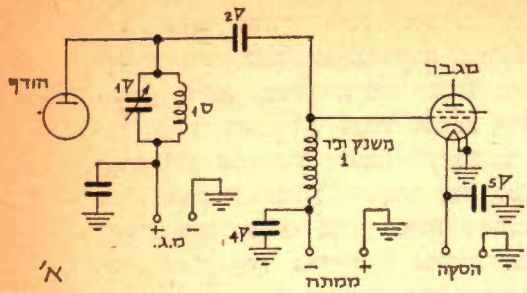 ק2
מגבר
הודף
ק1
ס1
משנק ת״ר
1
ק5
ק4
+ -
מ.ג.
- +
ממתח
הסקה
א'